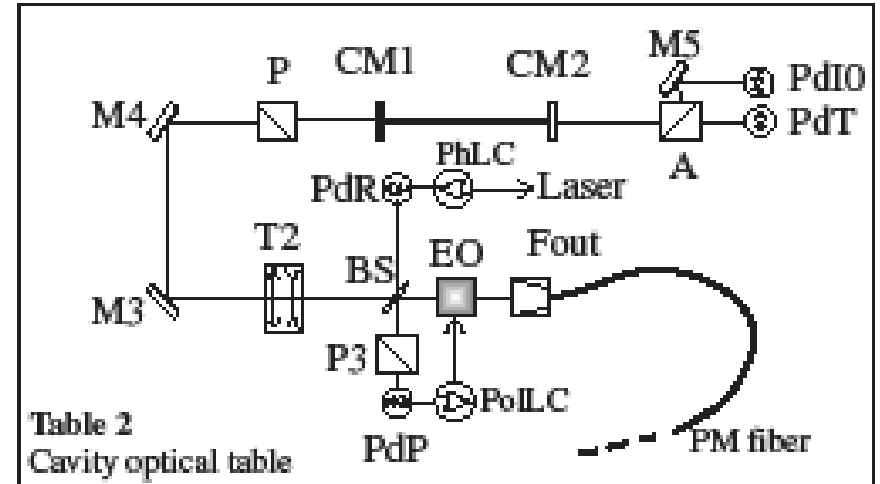 M5
P
CM1
CM2
PdI0
M4
PdT
PhLC
A
PdR
Laser
T2
BS
EO
Fout
M3
P3
PolLC
Table 2
PdP
PM fiber
Cavity optical table